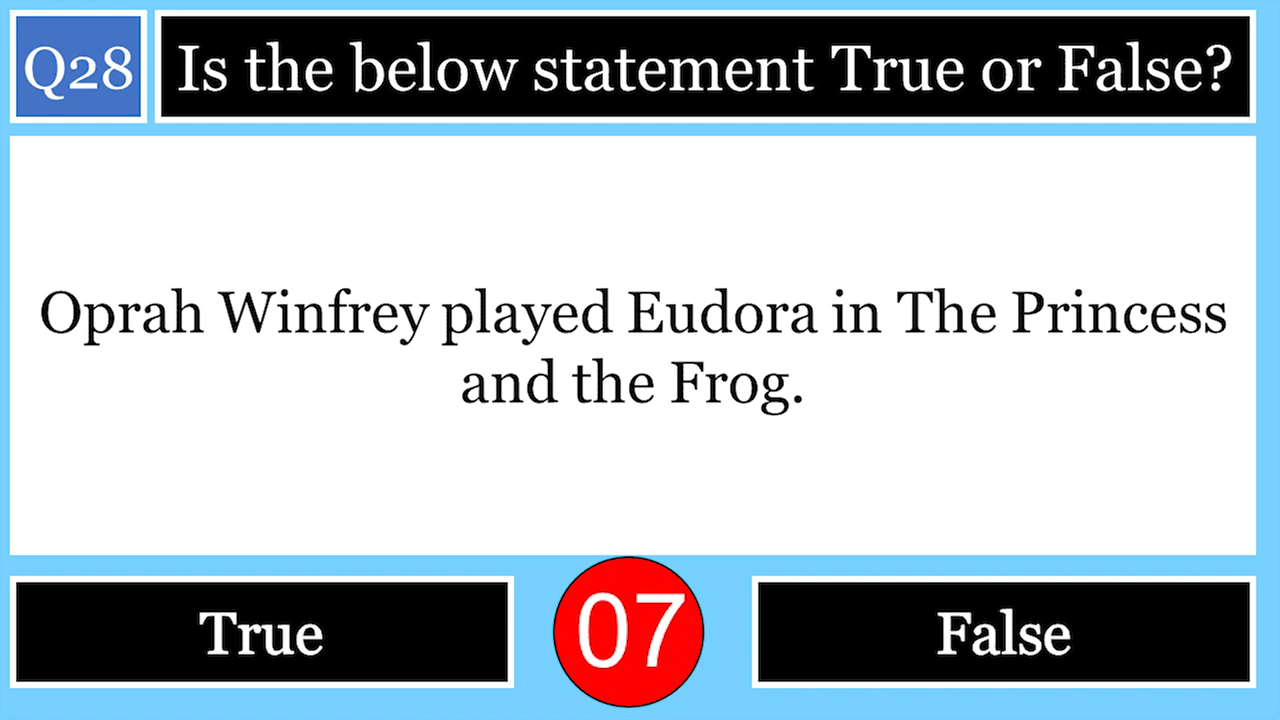 Q28
Is the below statement True or False?
Oprah Winfrey played Eudora in The Princess
and the Frog.
True
07
False